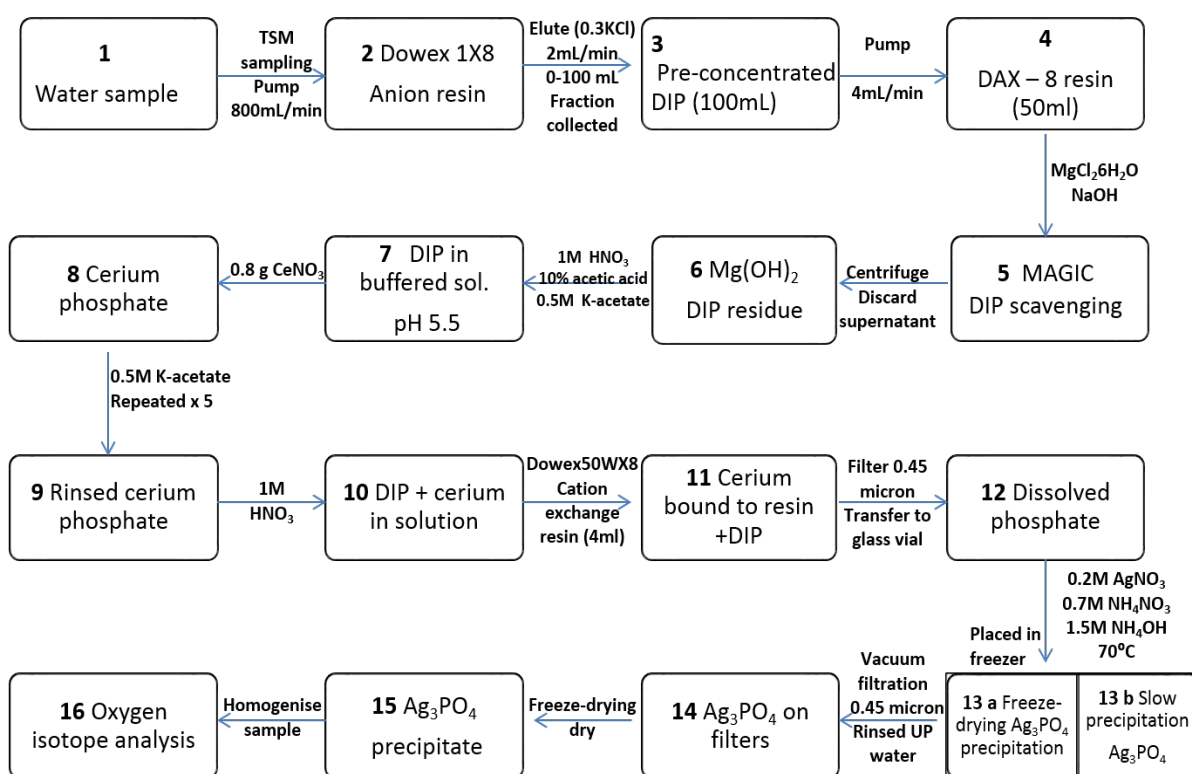 1
Water sample
TSM
sampling
Pump
800mL/min
2 Dowex 1X8
Anion resin
Elute (0.3KCl)
2mL/min
0-100 mL
Fraction
collected
3
Pre-concentrated
DIP (100mL)
Pump
4mL/min
4
DAX – 8 resin
(50ml)
MgCl₂6H₂O
NaOH
5 MAGIC
DIP scavenging
Centrifuge
Discard
supernatant
6 Mg(OH)₂
DIP residue
1M HNO₃
10% acetic acid
0.5M K-acetate
7 DIP in
buffered sol.
pH 5.5
0.8 g CeNO₃
8 Cerium
phosphate
0.5M K-acetate
Repeated x 5
9 Rinsed cerium
phosphate
1M
HNO₃
10 DIP + cerium
in solution
Dowex50WX8
Cation
exchange
resin (4ml)
11 Cerium
bound to resin
+DIP
Filter 0.45
micron
Transfer to
glass vial
12 Dissolved
phosphate
0.2M AgNO₃
0.7M NH₄NO₃
1.5M NH₄OH
70⁰C
Placed in
freezer
13 a Freeze-
drying Ag₃PO₄
precipitation
13 b Slow
precipitation
Ag₃PO₄
Vacuum
filtration
0.45 micron
Rinsed UP
water
14 Ag₃PO₄ on
filters
Freeze-drying
dry
15 Ag₃PO₄
precipitate
Homogenise
sample
16 Oxygen
isotope analysis